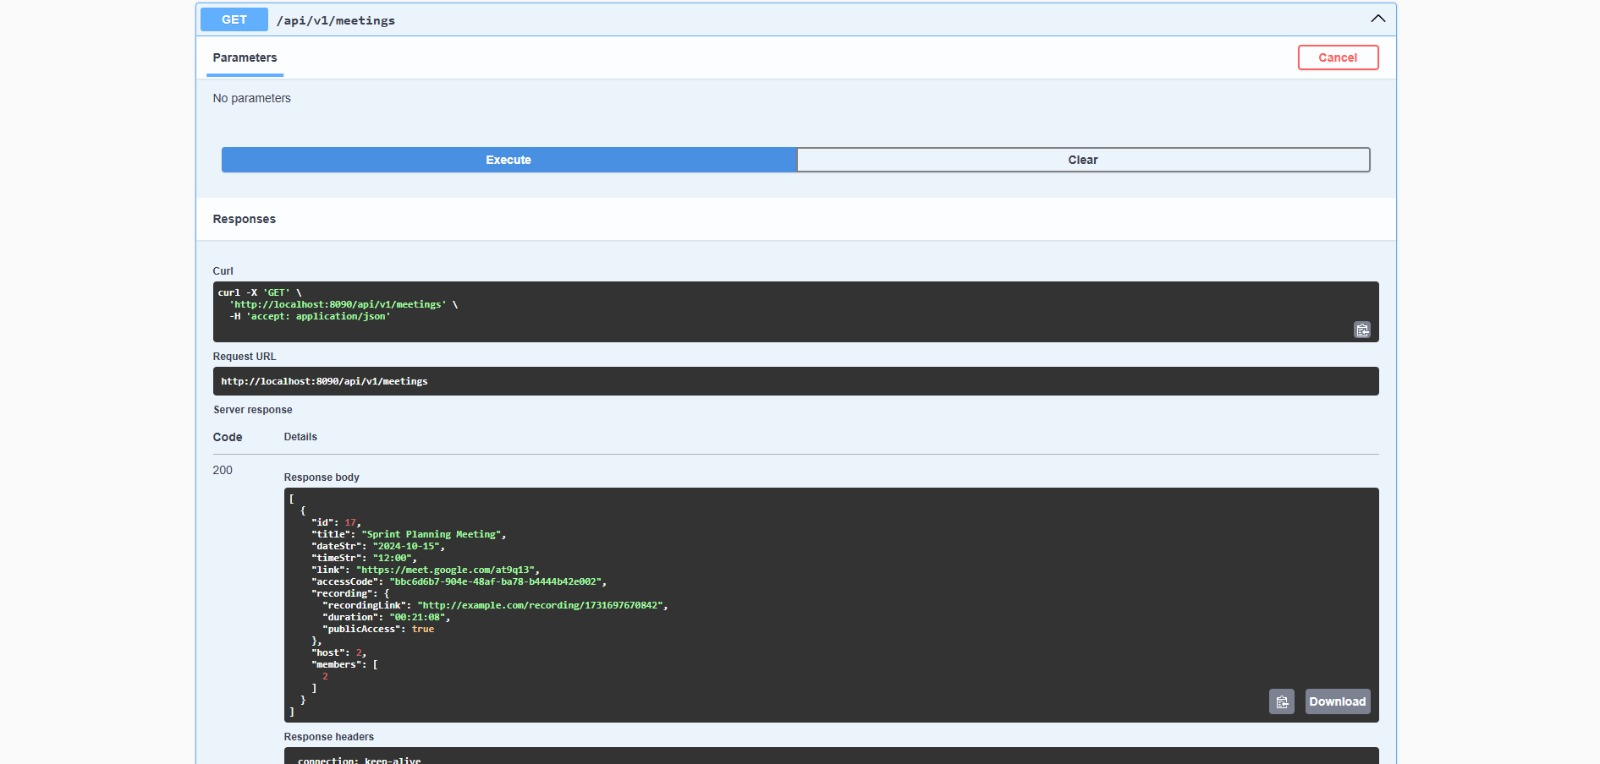 GET /api/v1/meetings
Parameters
Cancel
No parameters
Execute
Clear
Responses
Curl
curl -X 'GET' \
  'http://localhost:8090/api/v1/meetings' \
  -H 'accept: application/json'
Request URL
http://localhost:8090/api/v1/meetings
Server response
Code Details
200
Response body
[
  {
    "id": 17,
    "title": "Sprint Planning Meeting",
    "dateStr": "2024-10-15",
    "timeStr": "12:00",
    "link": "https://meet.google.com/at9q13",
    "accessCode": "bbc6d6b7-904e-48af-ba78-b4444b42e002",
    "recording": {
      "recordingLink": "http://example.com/recording/1731697670842",
      "duration": "00:21:08",
      "publicAccess": true
    },
    "host": 2,
    "members": [
      2
    ]
  }
]
Download
Response headers
connection: keep-alive